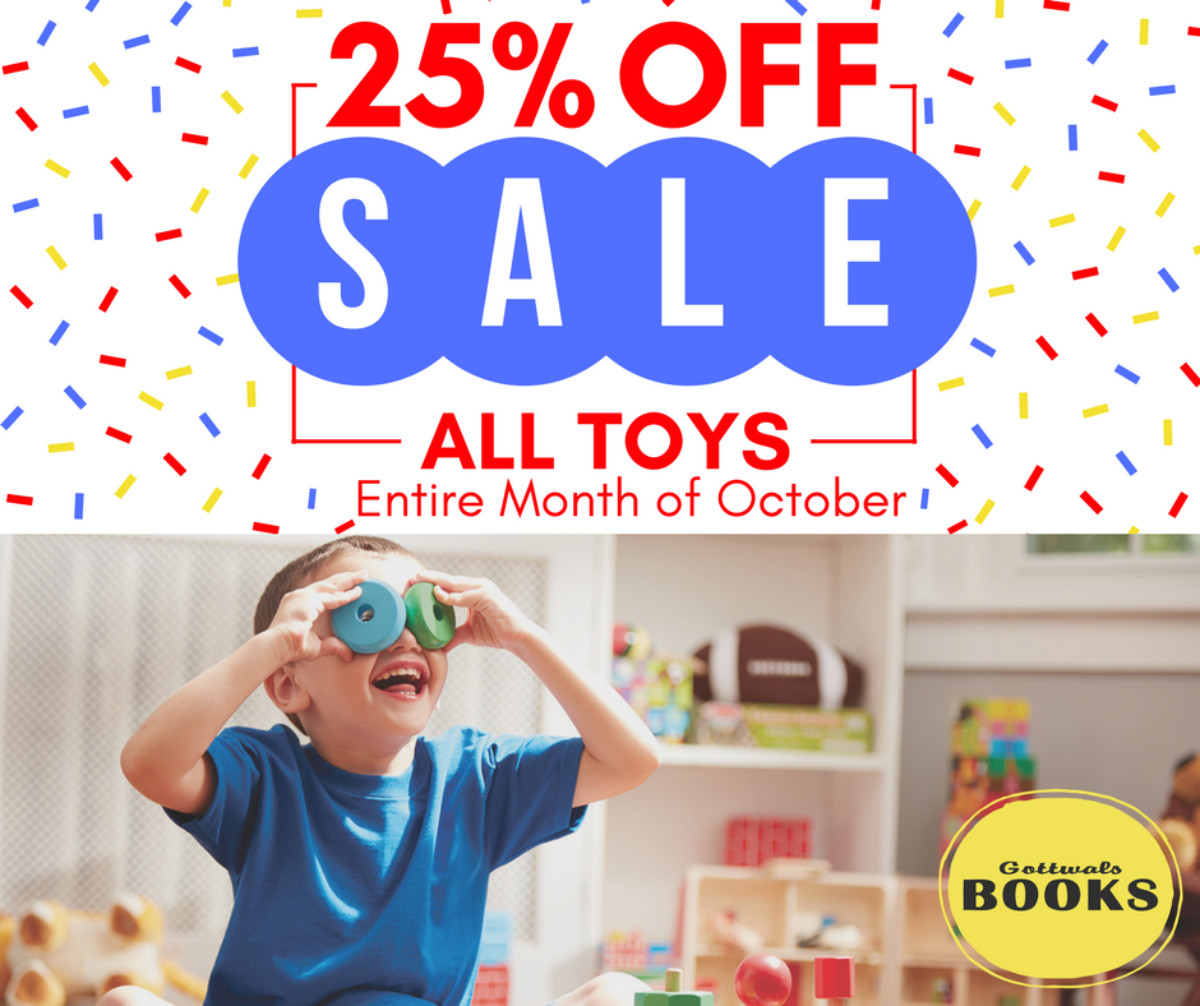 25% OFF
SALE
ALL TOYS
Entire Month of October
Gottwals
BOOKS